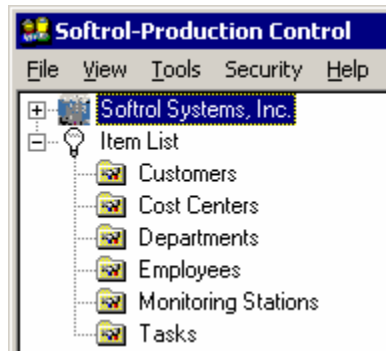 Softrol-Production Control
File View Tools Security Help
Softrol Systems, Inc.
Item List
Customers
Cost Centers
Departments
Employees
Monitoring Stations
Tasks